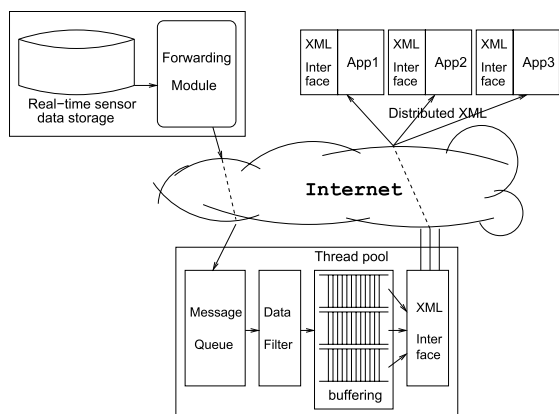 Forwarding
Module
Real-time sensor
data storage
XML
Inter
face
App1
XML
Inter
face
App2
XML
Inter
face
App3
Distributed XML
Internet
Thread pool
Message
Queue
Data
Filter
buffering
XML
Inter
face